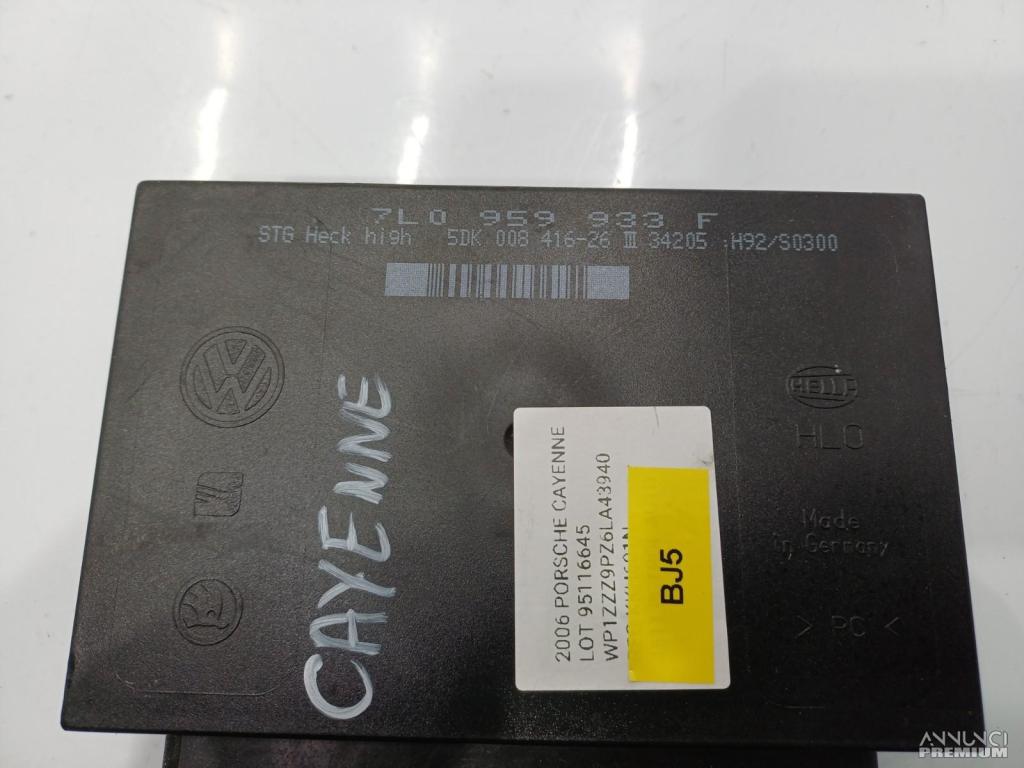 7L0 959 933 F
STG Heck high 5DK 008 416-26 III 34205 :H92/S0300
VW
HELLA
HLO
Made
in Germany
> PC <
CAYENNE
2006 PORSCHE CAYENNE
LOT 95116645
WP1ZZZ9PZ6LA43940
BJ5
ANNUNCI
PREMIUM